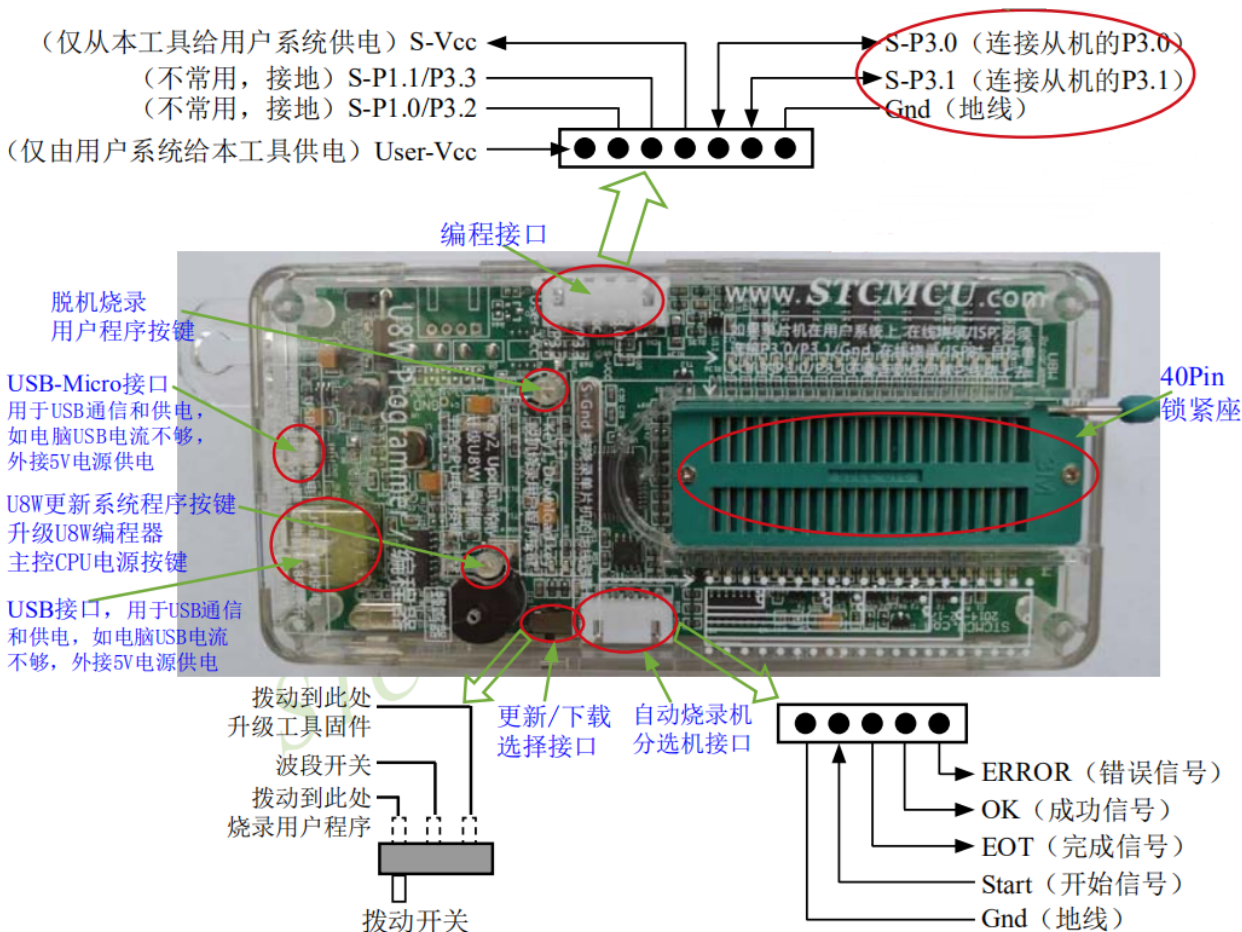 （仅从本工具给用户系统供电）S-Vcc
（不常用，接地）S-P1.1/P3.3
（不常用，接地）S-P1.0/P3.2
（仅由用户系统给本工具供电）User-Vcc
S-P3.0（连接从机的P3.0）
S-P3.1（连接从机的P3.1）
Gnd（地线）
编程接口
脱机烧录
用户程序按键
USB-Micro接口
用于USB通信和供电，
如电脑USB电流不够，
外接5V电源供电
U8W更新系统程序按键
升级U8W编程器
主控CPU电源按键
USB接口，用于USB通信
和供电，如电脑USB电流
不够，外接5V电源供电
www.STCMCU.com
U8W Programmer/编程器
40Pin
锁紧座
STC
拨动到此处
升级工具固件
波段开关
拨动到此处
烧录用户程序
拨动开关
更新/下载
选择接口
自动烧录机
分选机接口
ERROR（错误信号）
OK（成功信号）
EOT（完成信号）
Start（开始信号）
Gnd（地线）